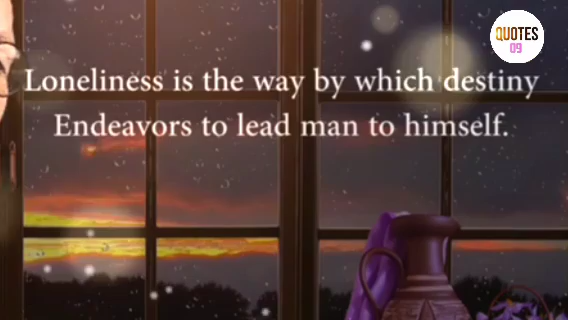 QUOTES
09
Loneliness is the way by which destiny
Endeavors to lead man to himself.